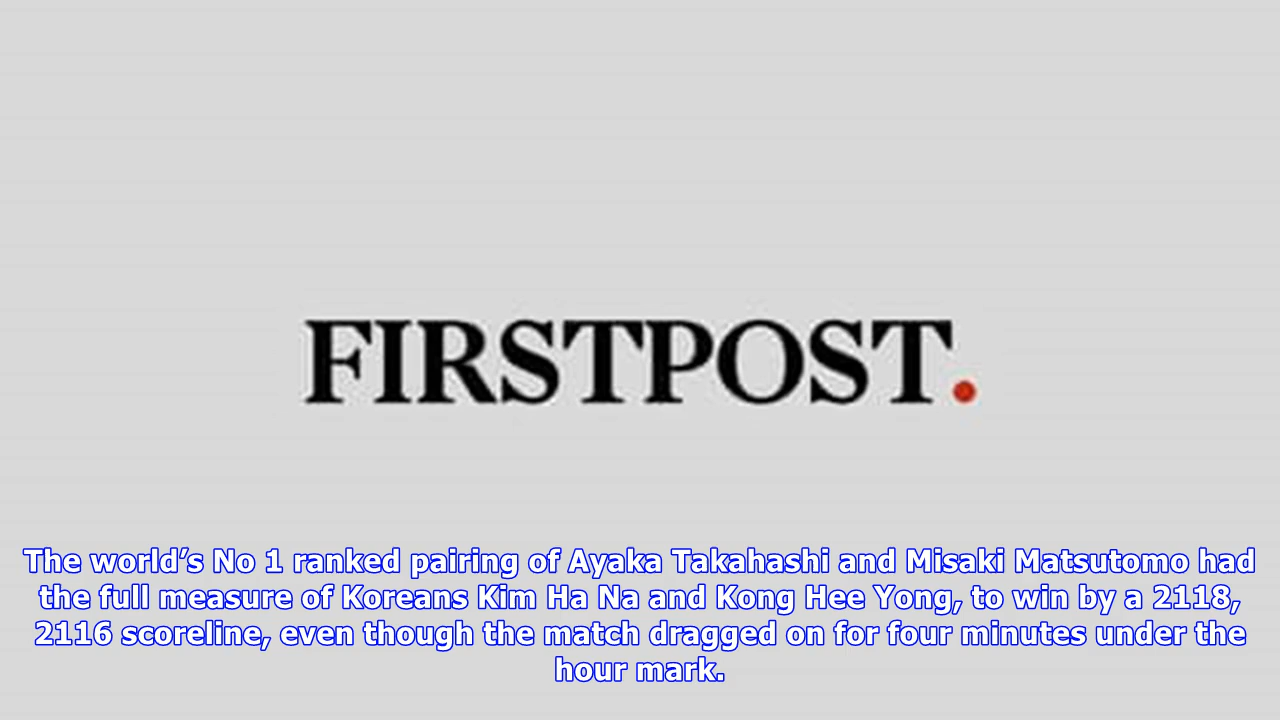 FIRSTPOST.
The world’s No 1 ranked pairing of Ayaka Takahashi and Misaki Matsutomo had
the full measure of Koreans Kim Ha Na and Kong Hee Yong, to win by a 2118,
2116 scoreline, even though the match dragged on for four minutes under the
hour mark.